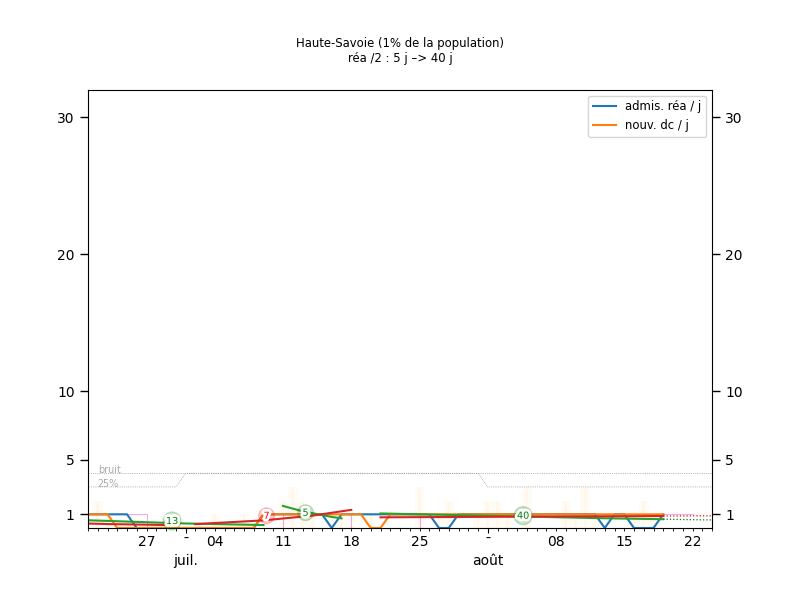 Haute-Savoie (1% de la population)
réa /2 : 5 j –> 40 j
admis. réa / j
nouv. dc / j
30 30
20 20
10 10
5 5
bruit
25%
1 1
13 7 5 40
27 - 04 11 18 25 - 08 15 22
juil. août